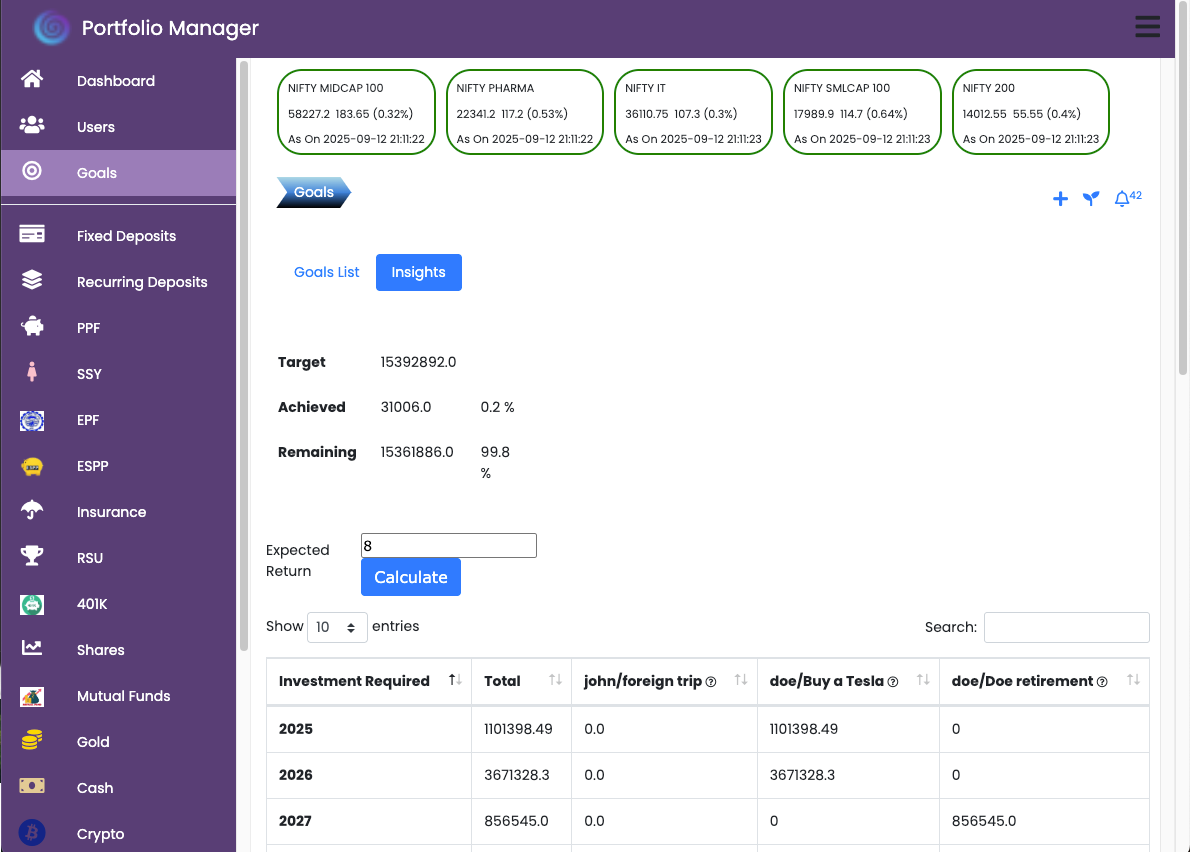 Portfolio Manager
Dashboard
Users
Goals
Fixed Deposits
Recurring Deposits
PPF
SSY
EPF
ESPP
Insurance
RSU
401K
Shares
Mutual Funds
Gold
Cash
Crypto
NIFTY MIDCAP 100
58227.2 183.65 (0.32%)
As On 2025-09-12 21:11:22
NIFTY PHARMA
22341.2 117.2 (0.53%)
As On 2025-09-12 21:11:22
NIFTY IT
36110.75 107.3 (0.3%)
As On 2025-09-12 21:11:23
NIFTY SMLCAP 100
17989.9 114.7 (0.64%)
As On 2025-09-12 21:11:23
NIFTY 200
14012.55 55.55 (0.4%)
As On 2025-09-12 21:11:23
Goals
42
Goals List Insights
Target 15392892.0
Achieved 31006.0 0.2 %
Remaining 15361886.0 99.8
%
Expected
Return
8
Calculate
Show 10 entries Search:
Investment Required Total john/foreign trip doe/Buy a Tesla doe/Doe retirement
2025 1101398.49 0.0 1101398.49 0
2026 3671328.3 0.0 3671328.3 0
2027 856545.0 0.0 0 856545.0